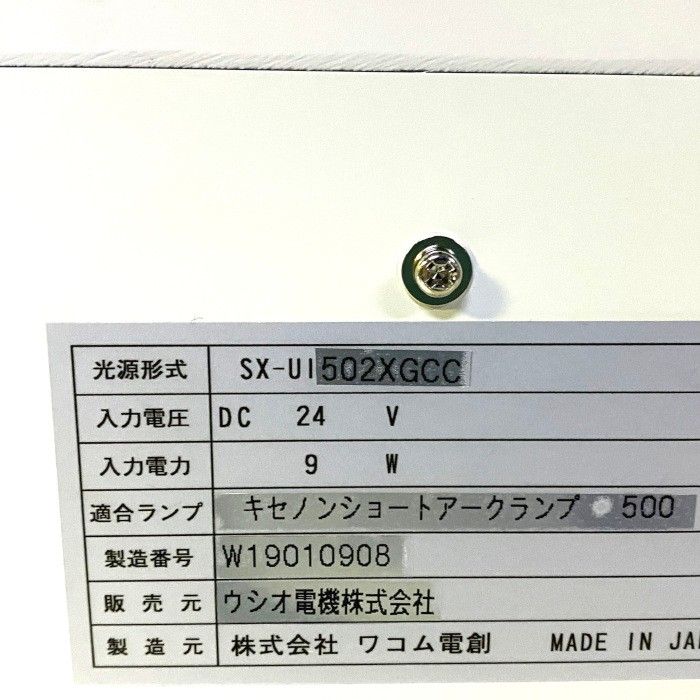 光源形式 SX-UI502XGCC
入力電圧 DC 24 V
入力電力 9 W
適合ランプ キセノンショートアークランプ 500
製造番号 W19010908
販売元 ウシオ電機株式会社
製造元 株式会社 ワコム電創 MADE IN JAP